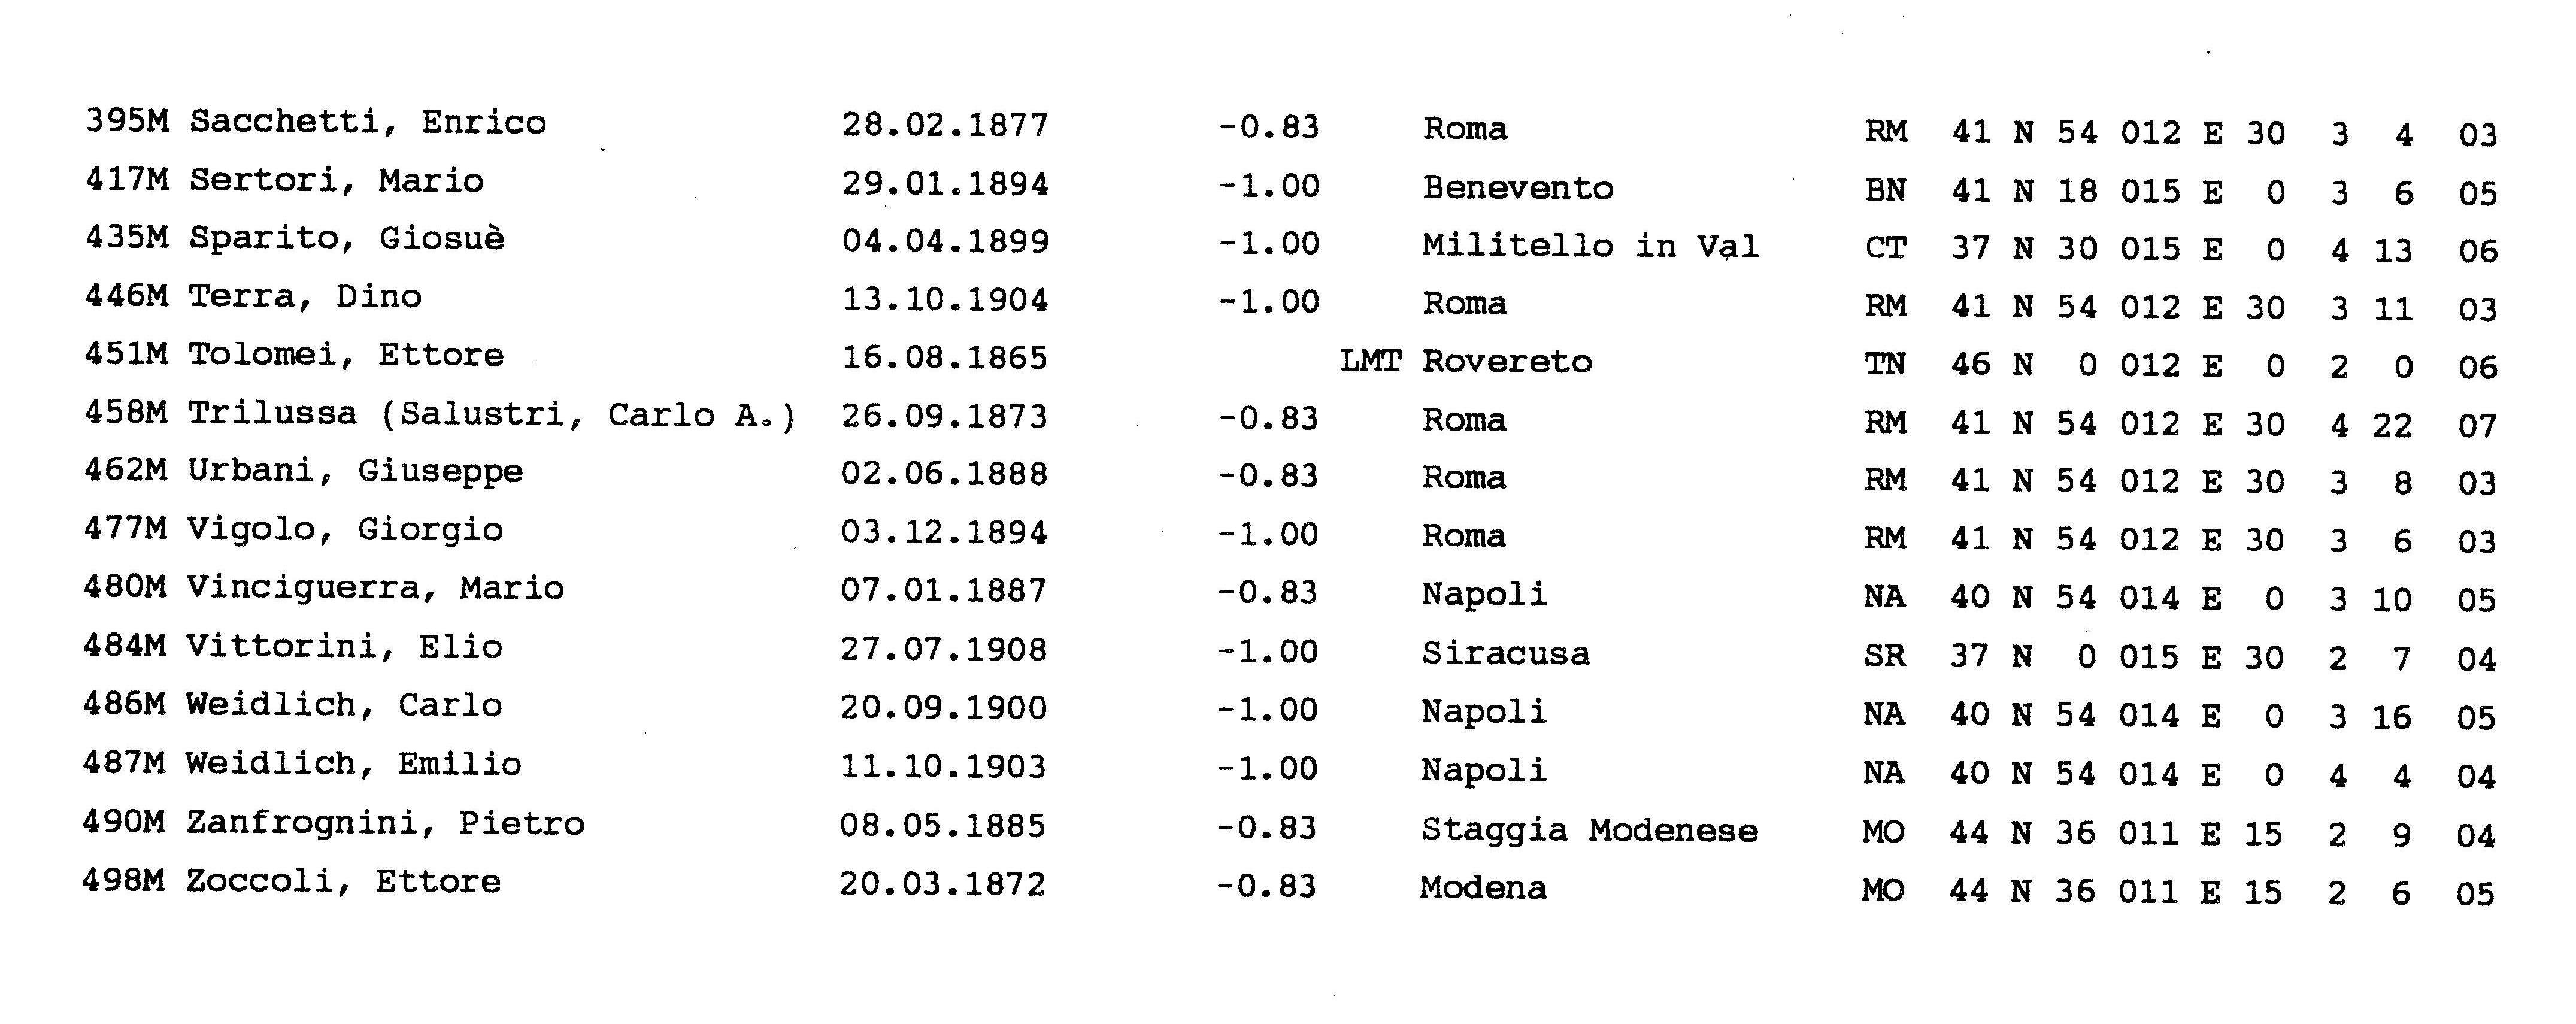 395M Sacchetti, Enrico 28.02.1877 -0.83 Roma RM 41 N 54 012 E 30 3 4 03
417M Sertori, Mario 29.01.1894 -1.00 Benevento BN 41 N 18 015 E 0 3 6 05
435M Sparito, Giosuè 04.04.1899 -1.00 Militello in Val CT 37 N 30 015 E 0 4 13 06
446M Terra, Dino 13.10.1904 -1.00 Roma RM 41 N 54 012 E 30 3 11 03
451M Tolomei, Ettore 16.08.1865 LMT Rovereto TN 46 N 0 012 E 0 2 0 06
458M Trilussa (Salustri, Carlo A.) 26.09.1873 -0.83 Roma RM 41 N 54 012 E 30 4 22 07
462M Urbani, Giuseppe 02.06.1888 -0.83 Roma RM 41 N 54 012 E 30 3 8 03
477M Vigolo, Giorgio 03.12.1894 -1.00 Roma RM 41 N 54 012 E 30 3 6 03
480M Vinciguerra, Mario 07.01.1887 -0.83 Napoli NA 40 N 54 014 E 0 3 10 05
484M Vittorini, Elio 27.07.1908 -1.00 Siracusa SR 37 N 0 015 E 30 2 7 04
486M Weidlich, Carlo 20.09.1900 -1.00 Napoli NA 40 N 54 014 E 0 3 16 05
487M Weidlich, Emilio 11.10.1903 -1.00 Napoli NA 40 N 54 014 E 0 4 4 04
490M Zanfrognini, Pietro 08.05.1885 -0.83 Staggia Modenese MO 44 N 36 011 E 15 2 9 04
498M Zoccoli, Ettore 20.03.1872 -0.83 Modena MO 44 N 36 011 E 15 2 6 05